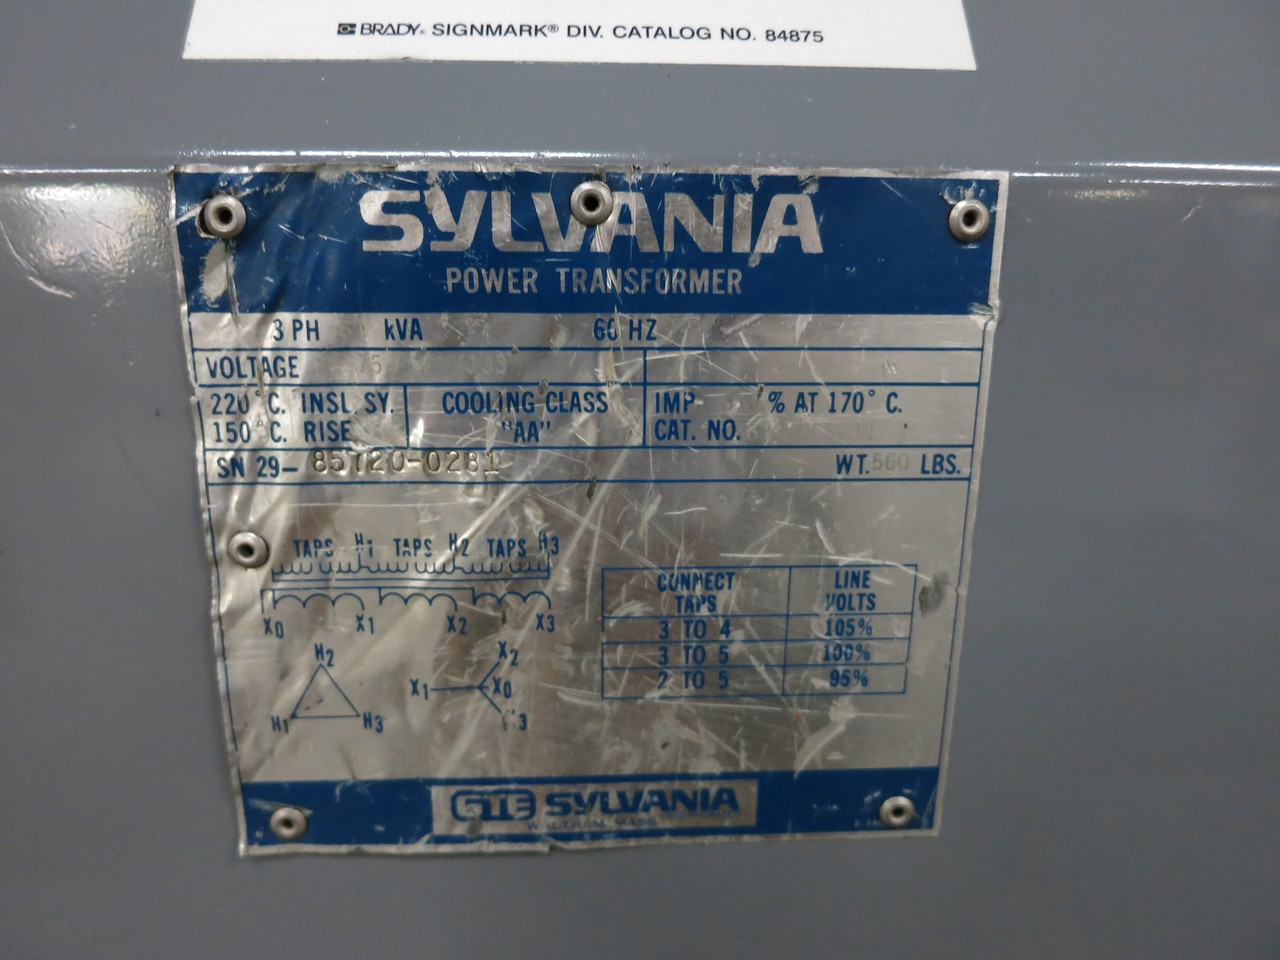 BRADY® SIGNMARK® DIV. CATALOG NO. 84875
SYLVANIA
POWER TRANSFORMER
3 PH kVA 60 HZ
VOLTAGE
220°C. INSL. SY. COOLING CLASS IMP % AT 170°C.
150°C. RISE "AA" CAT. NO.
SN 29- 85720-0281 WT. 560 LBS.
TAPS H1 TAPS H2 TAPS H3
X0 X1 X2 X3
CONNECT TAPS LINE VOLTS
3 TO 4 105%
3 TO 5 100%
2 TO 5 95%
H2 X2
X1 X0
H1 H3 X3
GTE SYLVANIA
WALTHAM, MASS.